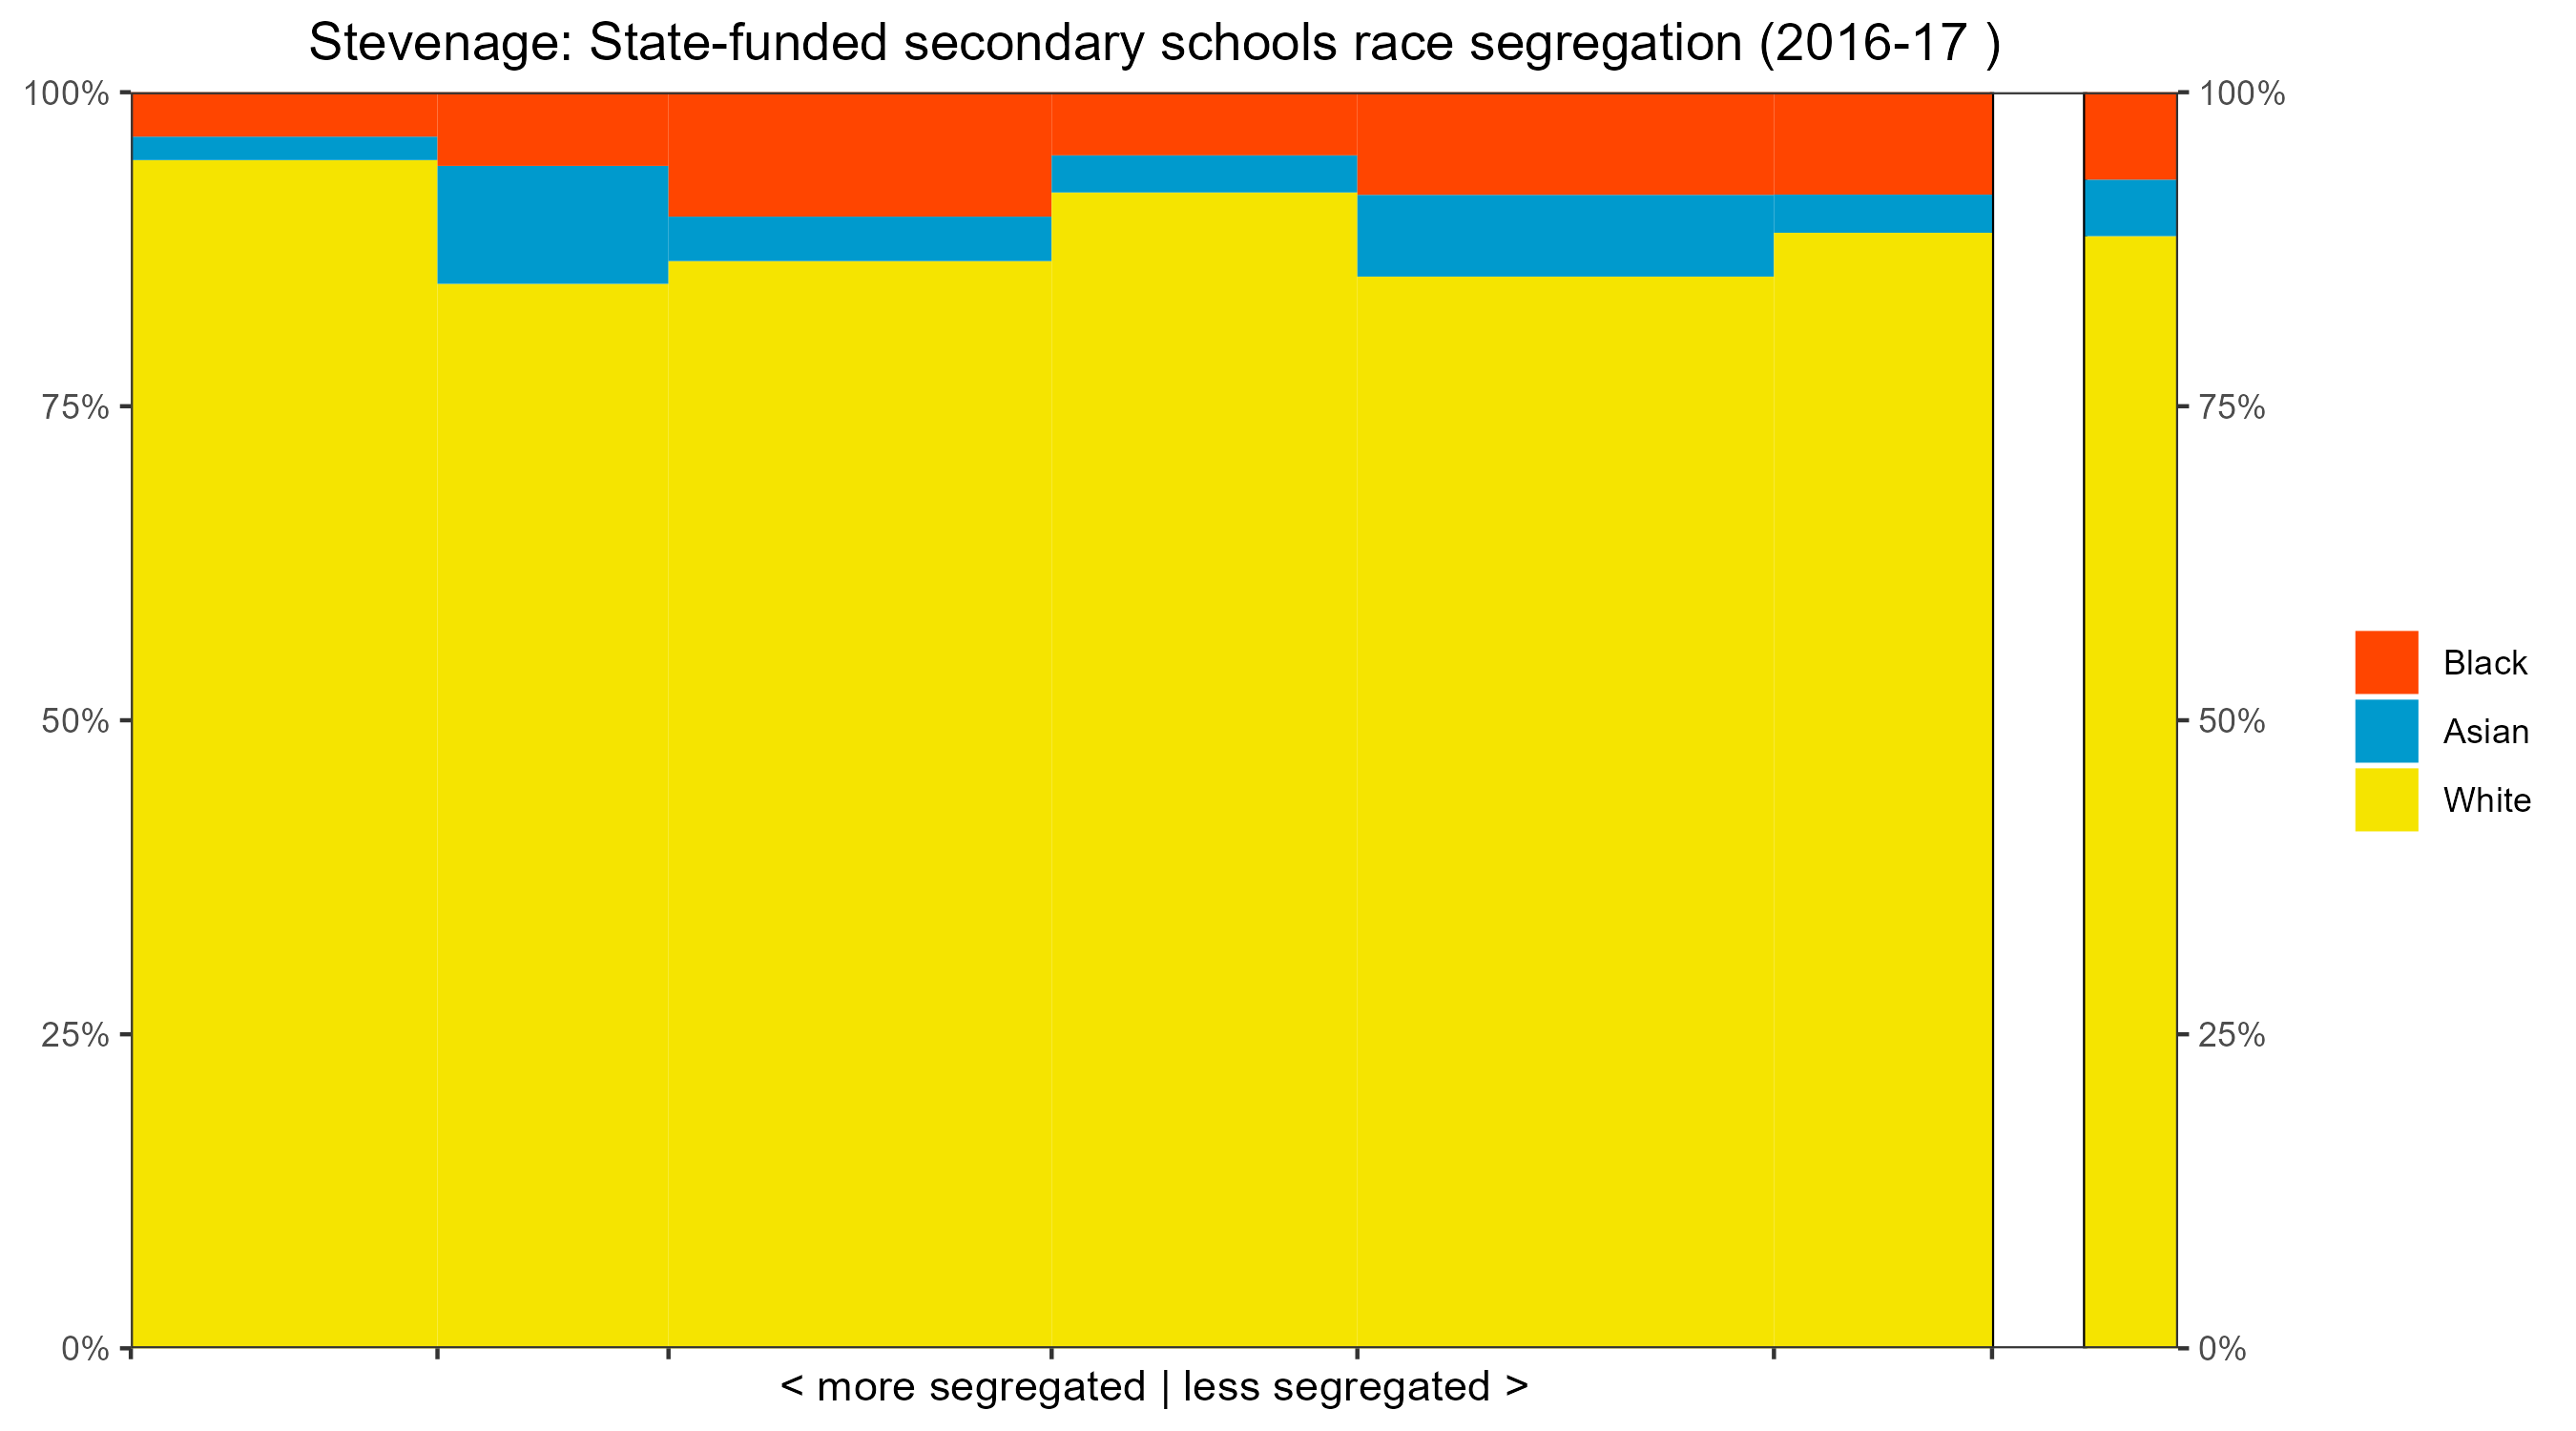 Stevenage: State-funded secondary schools race segregation (2016-17 )
100%
75%
50%
25%
0%
100%
75%
50%
25%
0%
Black
Asian
White
< more segregated | less segregated >